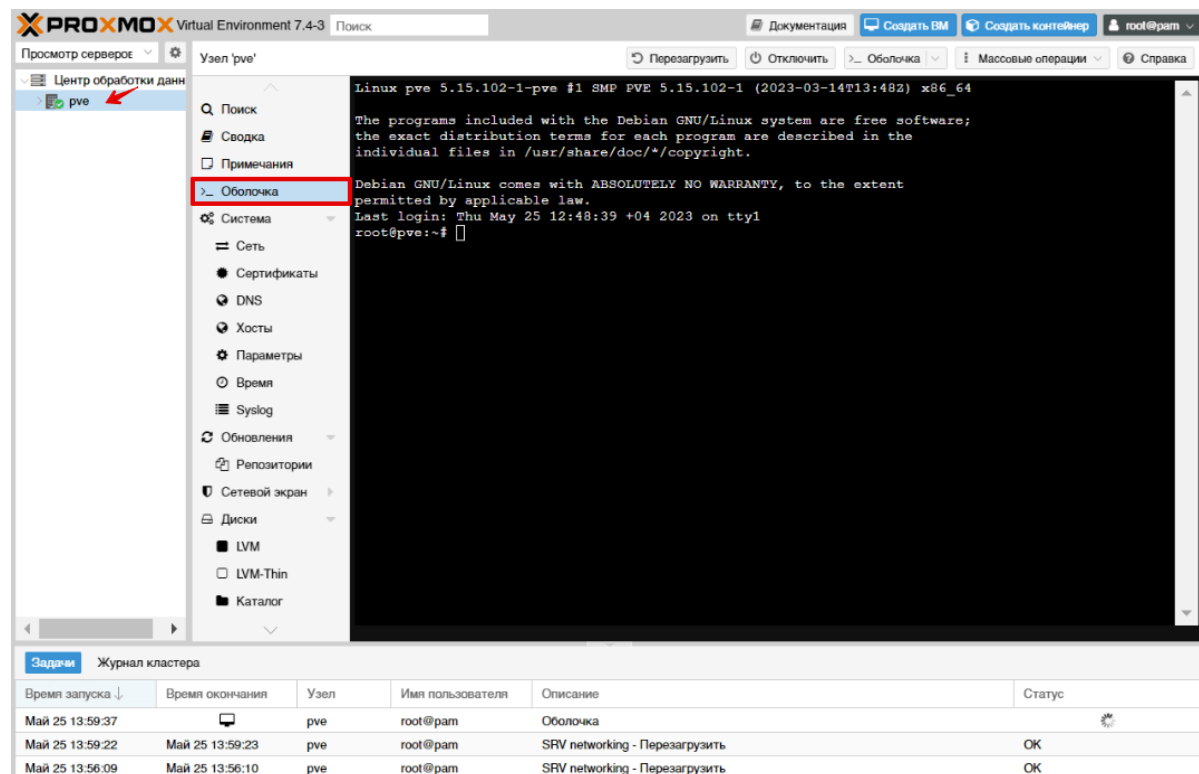 PROXMOX Virtual Environment 7.4-3 Поиск Документация Создать ВМ Создать контейнер root@pam
Просмотр серверов Узел 'pve' Перезагрузить Отключить >_ Оболочка Массовые операции Справка
Центр обработки данн
pve
Поиск
Сводка
Примечания
>_ Оболочка
Система
Сеть
Сертификаты
DNS
Хосты
Параметры
Время
Syslog
Обновления
Репозитории
Сетевой экран
Диски
LVM
LVM-Thin
Каталог
Linux pve 5.15.102-1-pve #1 SMP PVE 5.15.102-1 (2023-03-14T13:48Z) x86_64
The programs included with the Debian GNU/Linux system are free software;
the exact distribution terms for each program are described in the
individual files in /usr/share/doc/*/copyright.
Debian GNU/Linux comes with ABSOLUTELY NO WARRANTY, to the extent
permitted by applicable law.
Last login: Thu May 25 12:48:39 +04 2023 on tty1
root@pve:~#
Задачи Журнал кластера
Время запуска ↓ Время окончания Узел Имя пользователя Описание Статус
Май 25 13:59:37 pve root@pam Оболочка
Май 25 13:59:22 Май 25 13:59:23 pve root@pam SRV networking - Перезагрузить OK
Май 25 13:56:09 Май 25 13:56:10 pve root@pam SRV networking - Перезагрузить OK